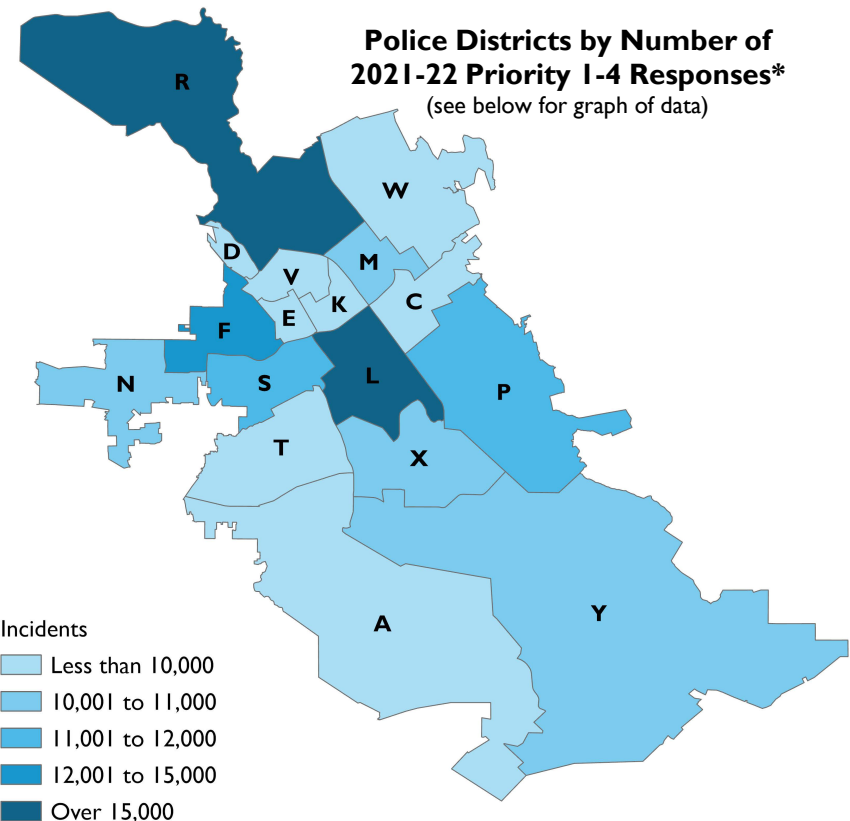 Police Districts by Number of
2021-22 Priority 1-4 Responses*
(see below for graph of data)
R
W
D
M
V
K
C
E
F
L
N
S
P
T
X
Y
A
Incidents
Less than 10,000
10,001 to 11,000
11,001 to 12,000
12,001 to 15,000
Over 15,000